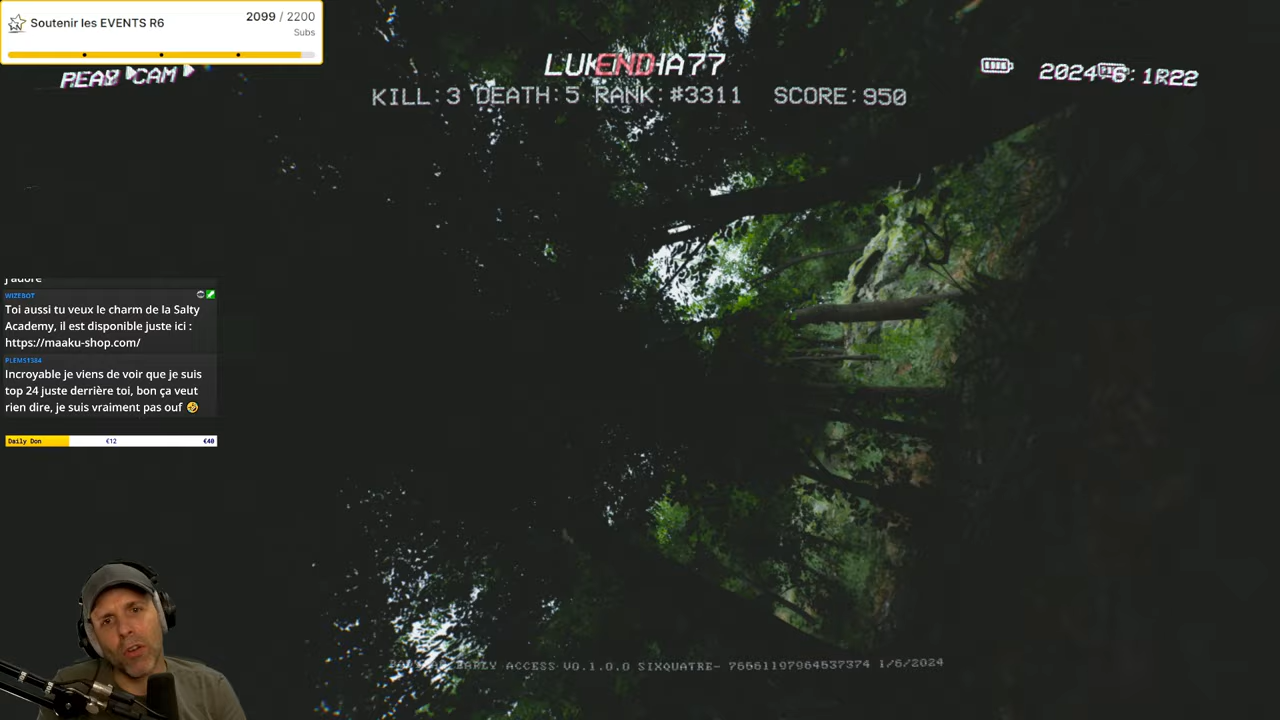 Soutenir les EVENTS R6
2099 / 2200
Subs
KILL:3 DEATH:5 RANK:#3311 SCORE:950
j'adore
WIZEBOT
Toi aussi tu veux le charm de la Salty
Academy, il est disponible juste ici :
https://maaku-shop.com/
PLEMS1384
Incroyable je viens de voir que je suis
top 24 juste derrière toi, bon ça veut
rien dire, je suis vraiment pas ouf 🤣
Daily Don €12 €40
EARLY ACCESS V0.1.0.0 SIXQUATRE- 76561197964537374 1/6/2024